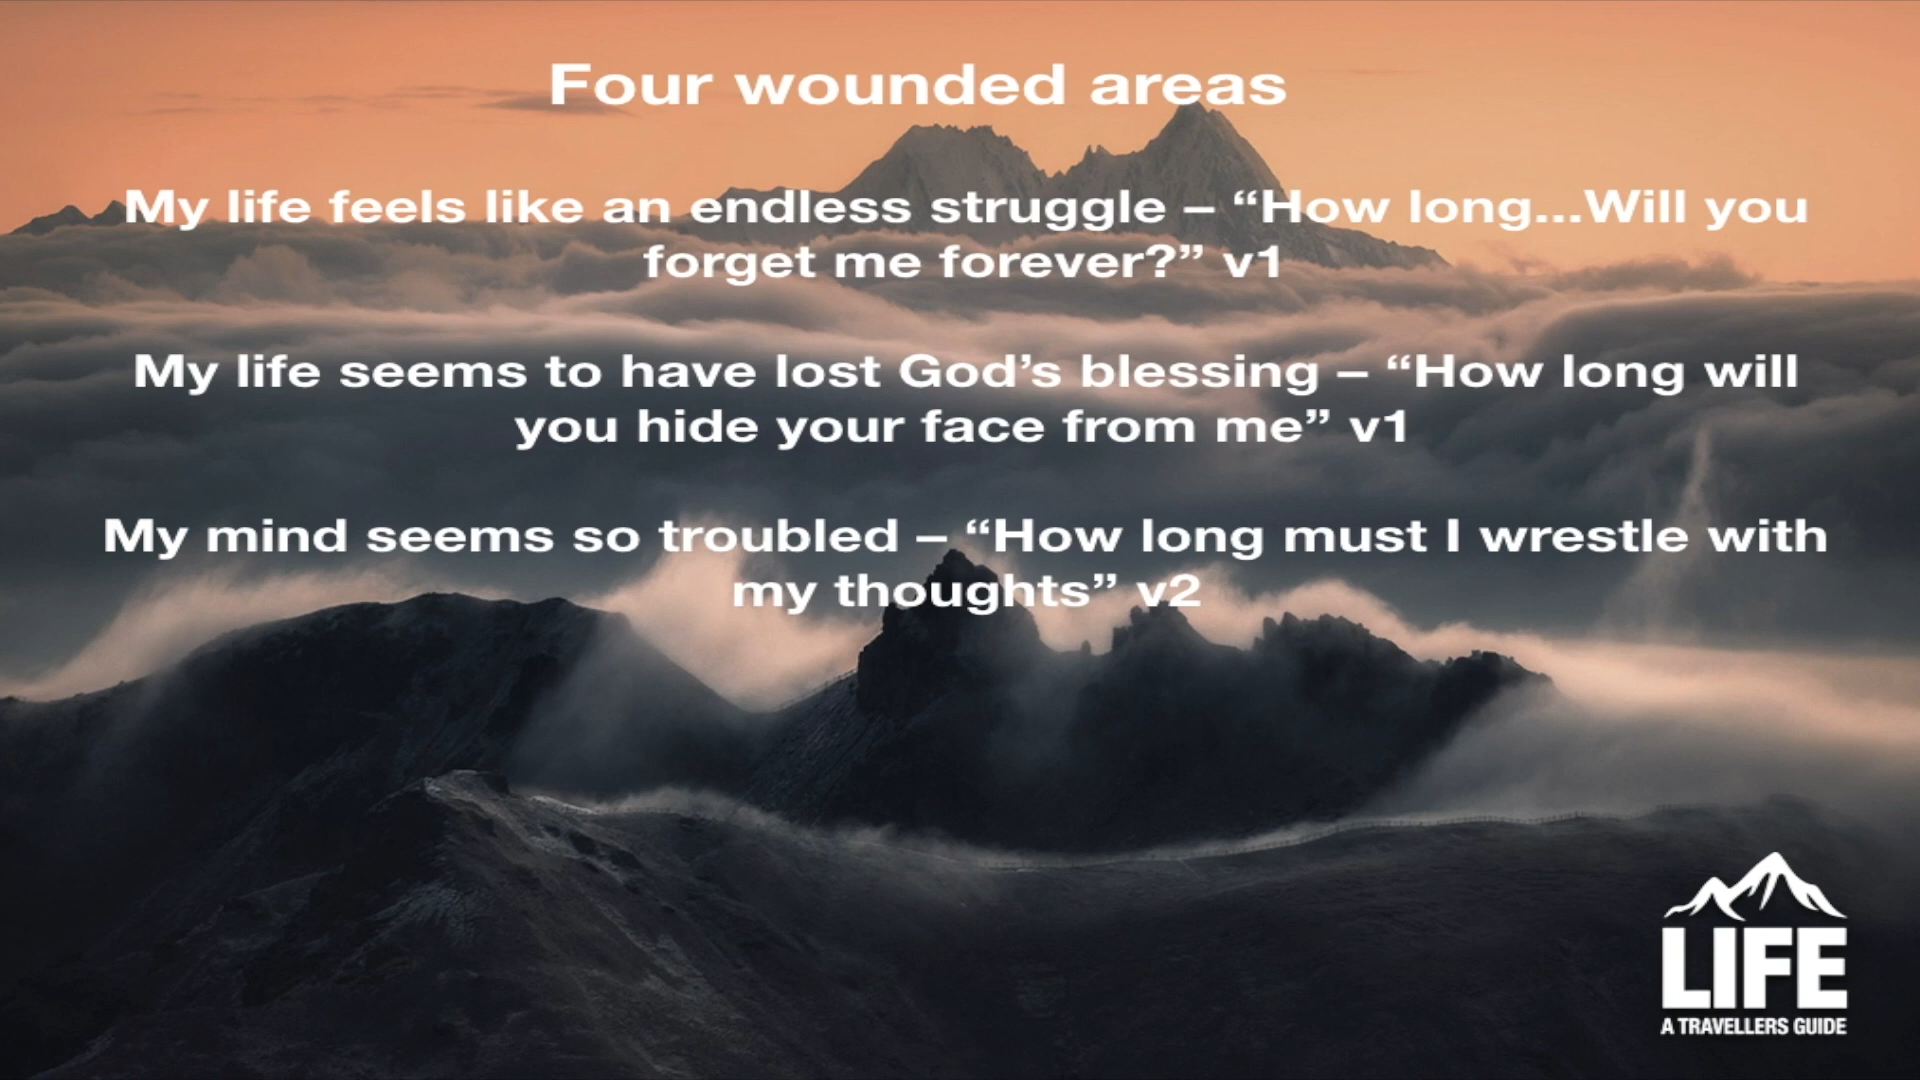 Four wounded areas
My life feels like an endless struggle – “How long...Will you
forget me forever?” v1
My life seems to have lost God’s blessing – “How long will
you hide your face from me” v1
My mind seems so troubled – “How long must I wrestle with
my thoughts” v2
LIFE
A TRAVELLERS GUIDE